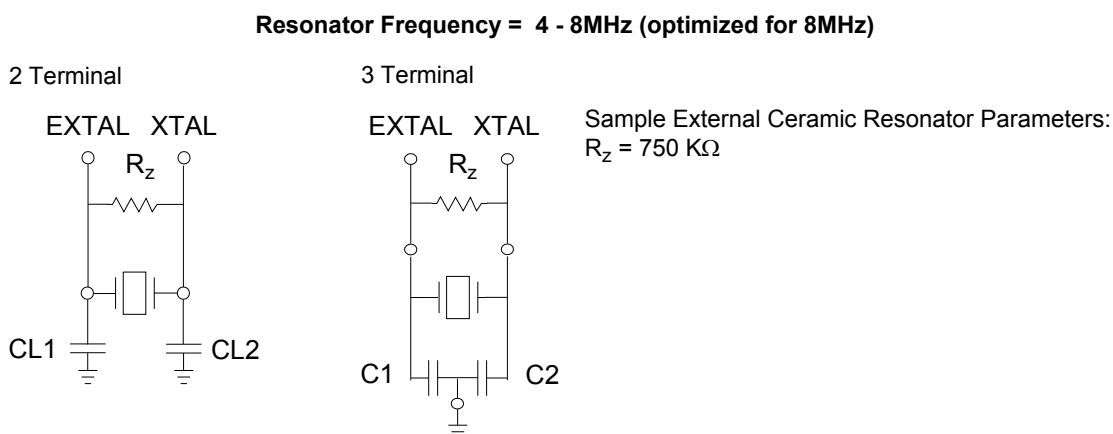 Resonator Frequency = 4 - 8MHz (optimized for 8MHz)
2 Terminal
EXTAL XTAL
Rz
CL1
CL2
3 Terminal
EXTAL XTAL
Rz
C1
C2
Sample External Ceramic Resonator Parameters:
Rz = 750 KΩ